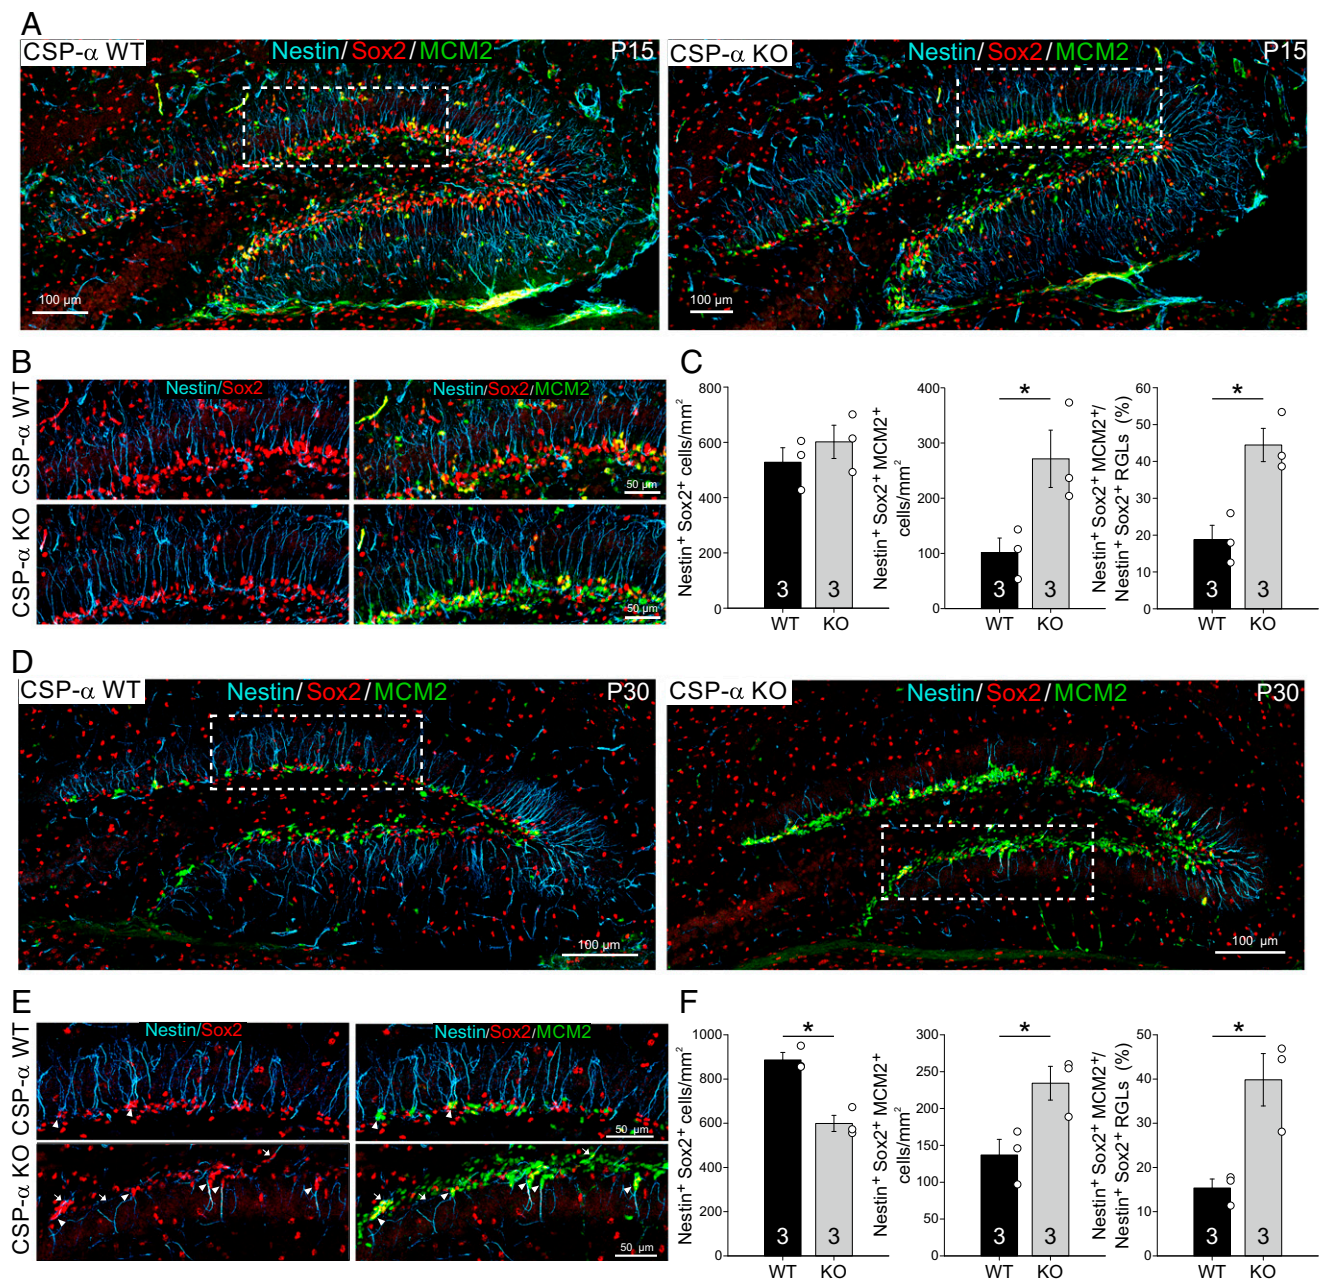 A
CSP-α WT
Nestin/Sox2/MCM2
P15
100 µm
CSP-α KO
Nestin/Sox2/MCM2
P15
100 µm
B
CSP-α WT
Nestin/Sox2
Nestin/Sox2/MCM2
50 µm
CSP-α KO
50 µm
C
Nestin⁺ Sox2⁺ cells/mm²
800
600
400
200
0
3
3
WT
KO
Nestin⁺ Sox2⁺ MCM2⁺
cells/mm²
400
300
200
100
0
*
3
3
WT
KO
Nestin⁺ Sox2⁺ MCM2⁺/
Nestin⁺ Sox2⁺ RGLs (%)
60
50
40
30
20
10
0
*
3
3
WT
KO
D
CSP-α WT
Nestin/Sox2/MCM2
P30
100 µm
CSP-α KO
Nestin/Sox2/MCM2
P30
100 µm
E
CSP-α WT
Nestin/Sox2
Nestin/Sox2/MCM2
50 µm
CSP-α KO
50 µm
F
Nestin⁺ Sox2⁺ cells/mm²
1000
800
600
400
200
0
*
3
3
WT
KO
Nestin⁺ Sox2⁺ MCM2⁺
cells/mm²
300
250
200
150
100
50
0
*
3
3
WT
KO
Nestin⁺ Sox2⁺ MCM2⁺/
Nestin⁺ Sox2⁺ RGLs (%)
50
40
30
20
10
0
*
3
3
WT
KO